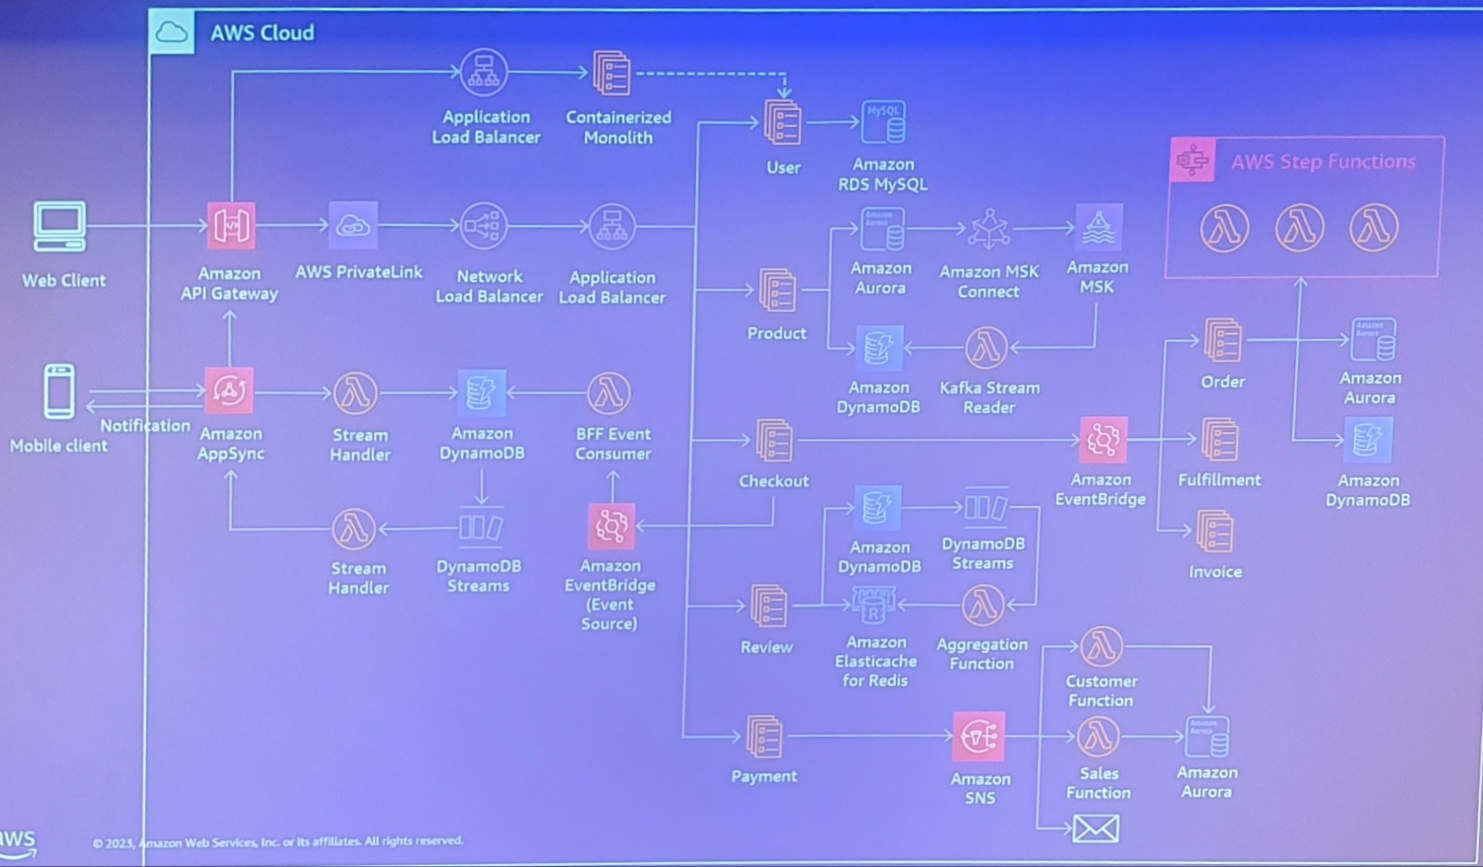 AWS Cloud
Application
Load Balancer
Containerized
Monolith
User
MySQL
Amazon
RDS MySQL
AWS Step Functions
Web Client
Amazon
API Gateway
AWS PrivateLink
Network
Load Balancer
Application
Load Balancer
Product
Amazon
Aurora
Amazon
Aurora
Amazon MSK
Connect
Amazon
MSK
Amazon
DynamoDB
Kafka Stream
Reader
Mobile client
Notification
Amazon
AppSync
Stream
Handler
Amazon
DynamoDB
BFF Event
Consumer
Checkout
Amazon
EventBridge
Order
Amazon
Aurora
Amazon
Aurora
Fulfillment
Amazon
DynamoDB
Invoice
Stream
Handler
DynamoDB
Streams
Amazon
EventBridge
(Event
Source)
Amazon
DynamoDB
DynamoDB
Streams
Review
R
Amazon
Elasticache
for Redis
Aggregation
Function
Customer
Function
Payment
Amazon
SNS
Sales
Function
Amazon
Aurora
Amazon
Aurora
aws
© 2023, Amazon Web Services, Inc. or its affiliates. All rights reserved.